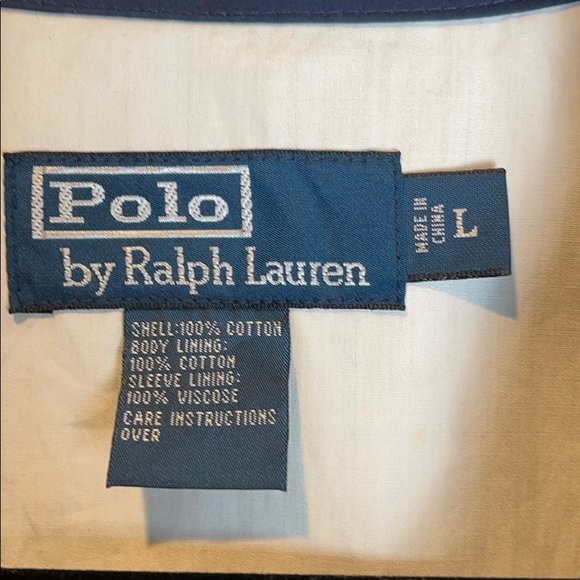 Polo
by Ralph Lauren
MADE IN
CHINA
L
SHELL:100% COTTON
BODY LINING:
100% COTTON
SLEEVE LINING:
100% VISCOSE
CARE INSTRUCTIONS
OVER